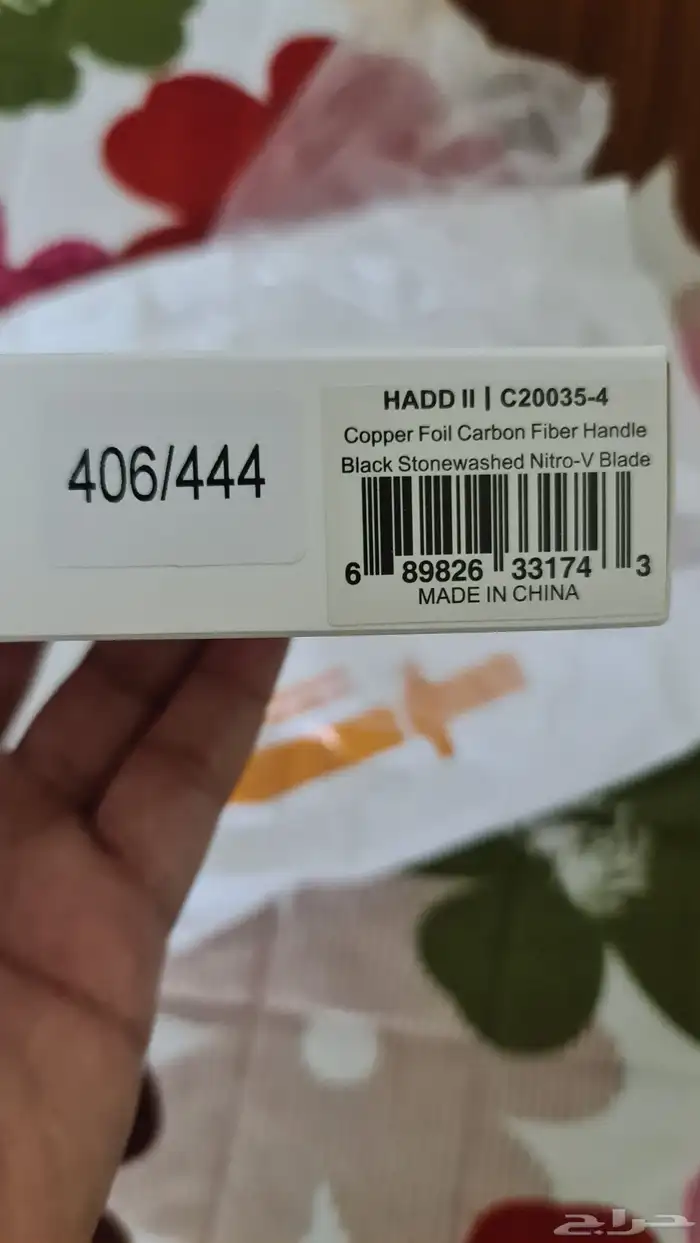 406/444
HADD II | C20035-4
Copper Foil Carbon Fiber Handle
Black Stonewashed Nitro-V Blade
6 89826 33174 3
MADE IN CHINA
حراج